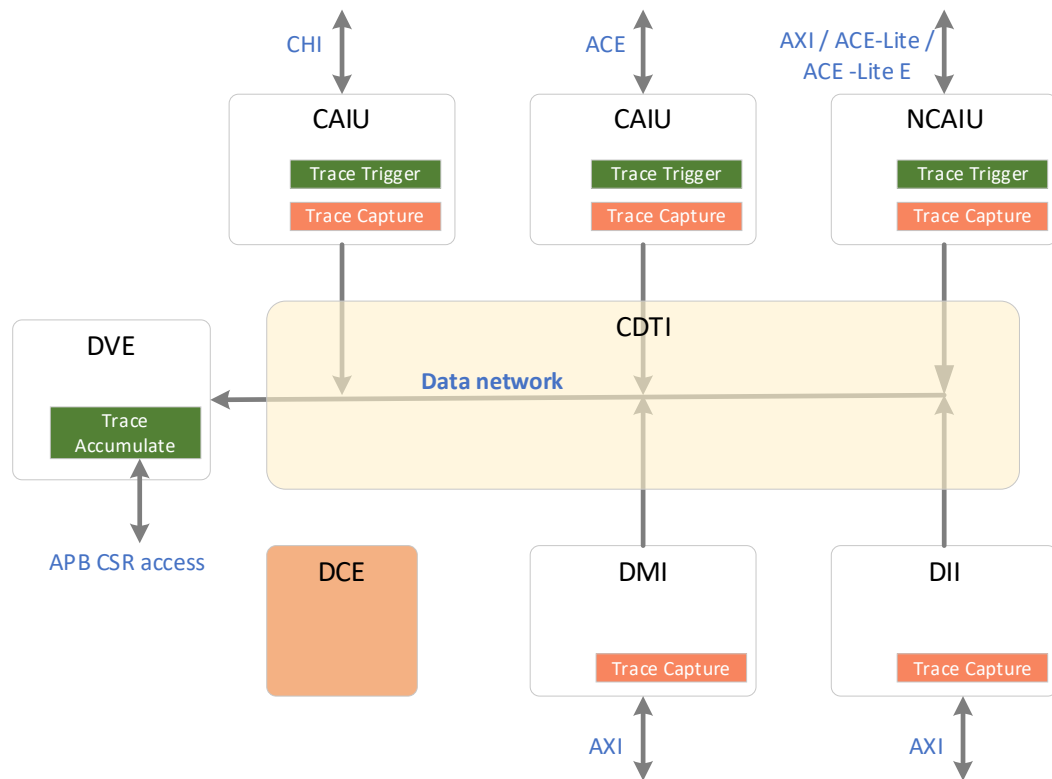 CHI
ACE
AXI / ACE-Lite /
ACE -Lite E
CAIU
CAIU
NCAIU
Trace Trigger
Trace Trigger
Trace Trigger
Trace Capture
Trace Capture
Trace Capture
CDTI
DVE
Data network
Trace
Accumulate
APB CSR access
DCE
DMI
DII
Trace Capture
Trace Capture
AXI
AXI